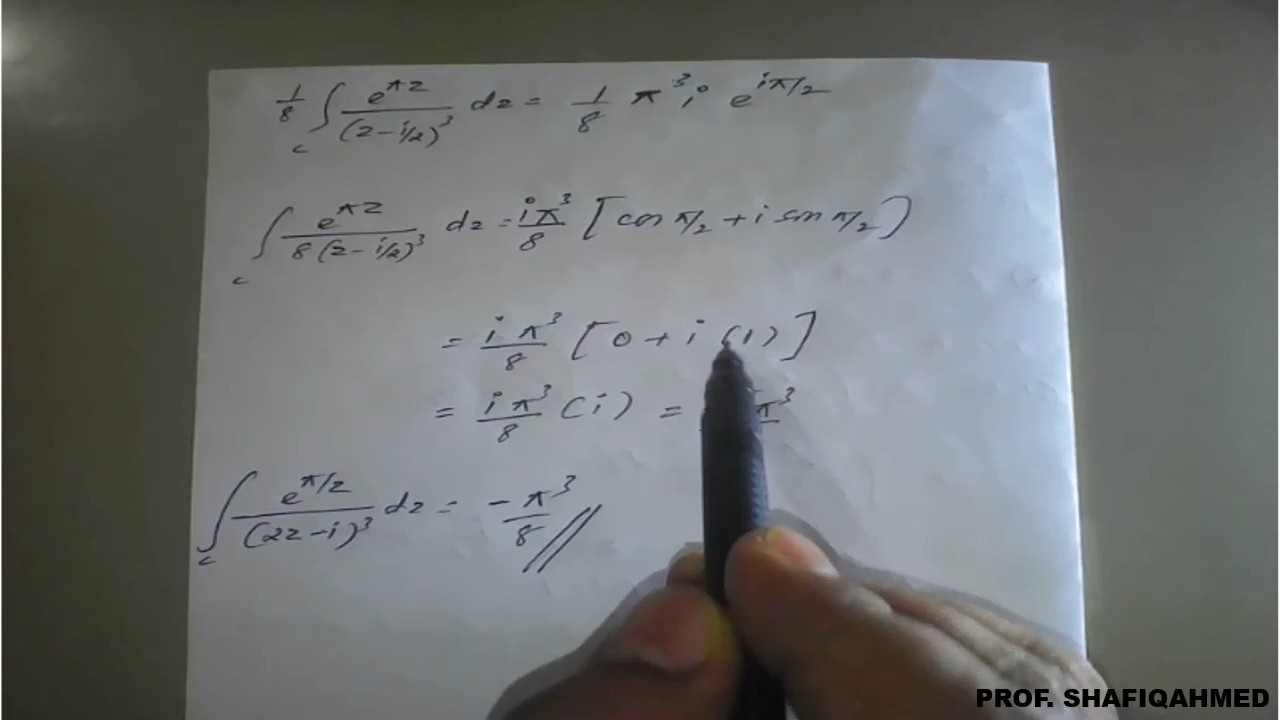 1/8 ∫_c e^{πz}/(z-i/2)^3 dz = 1/8 π^3 i e^{iπ/2}
∫_c e^{πz}/8(z-i/2)^3 dz = iπ^3/8 [cos π/2 + i sin π/2]
= iπ^3/8 [0 + i(1)]
= iπ^3/8 (i) = π^3
∫_c e^{π/2}/(2z-i)^3 dz = -π^3/8
PROF. SHAFIQAHMED